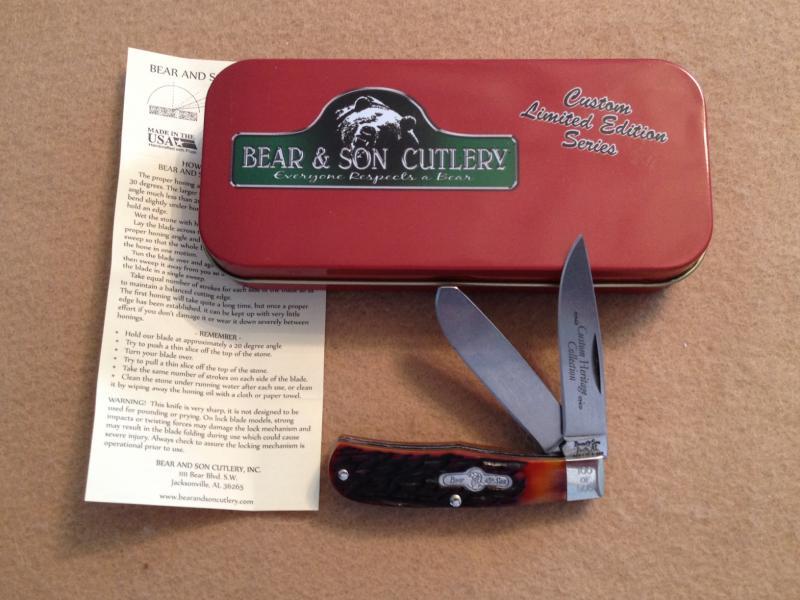 BEAR AND S
MADE IN THE
USA
HOW
BEAR AND S
The proper honing a
20 degrees. The larger
angle much less than 20
bend slightly under
hold an edge.
Wet the stone with h
Lay the blade across
proper honing angle and
sweep so that the whole
the hone in one motion.
Turn the blade over and
then sweep it away from you
the blade in a single sweep.
Take equal number of strokes for each
to maintain a balanced cutting edge.
The first honing will take quite a long time, but once a proper
edge has been established, it can be kept up with very little
effort if you don't damage it or wear it down severely between
honings.
- REMEMBER -
* Hold our blade at approximately a 20 degree angle
* Try to push a thin slice off the top of the stone.
* Turn your blade over.
* Try to pull a thin slice off the top of the stone.
* Take the same number of strokes on each side of the blade.
* Clean the stone under running water after each use, or clean
it by wiping away the honing oil with a cloth or paper towel.
WARNING! This knife is very sharp, it is not designed to be
used for pounding or prying. On lock blade models, strong
impacts or twisting forces may damage the lock mechanism and
may result in the blade folding during use which could cause
severe injury. Always check to assure the locking mechanism is
operational prior to use.
BEAR AND SON CUTLERY, INC.
1111 Bear Blvd. S.W.
Jacksonville, AL 36265
www.bearandsoncutlery.com
BEAR & SON CUTLERY
Everyone Respects a Bear
Custom
Limited Edition
Series
Custom Heritage
Collection
Bear & Son
OF